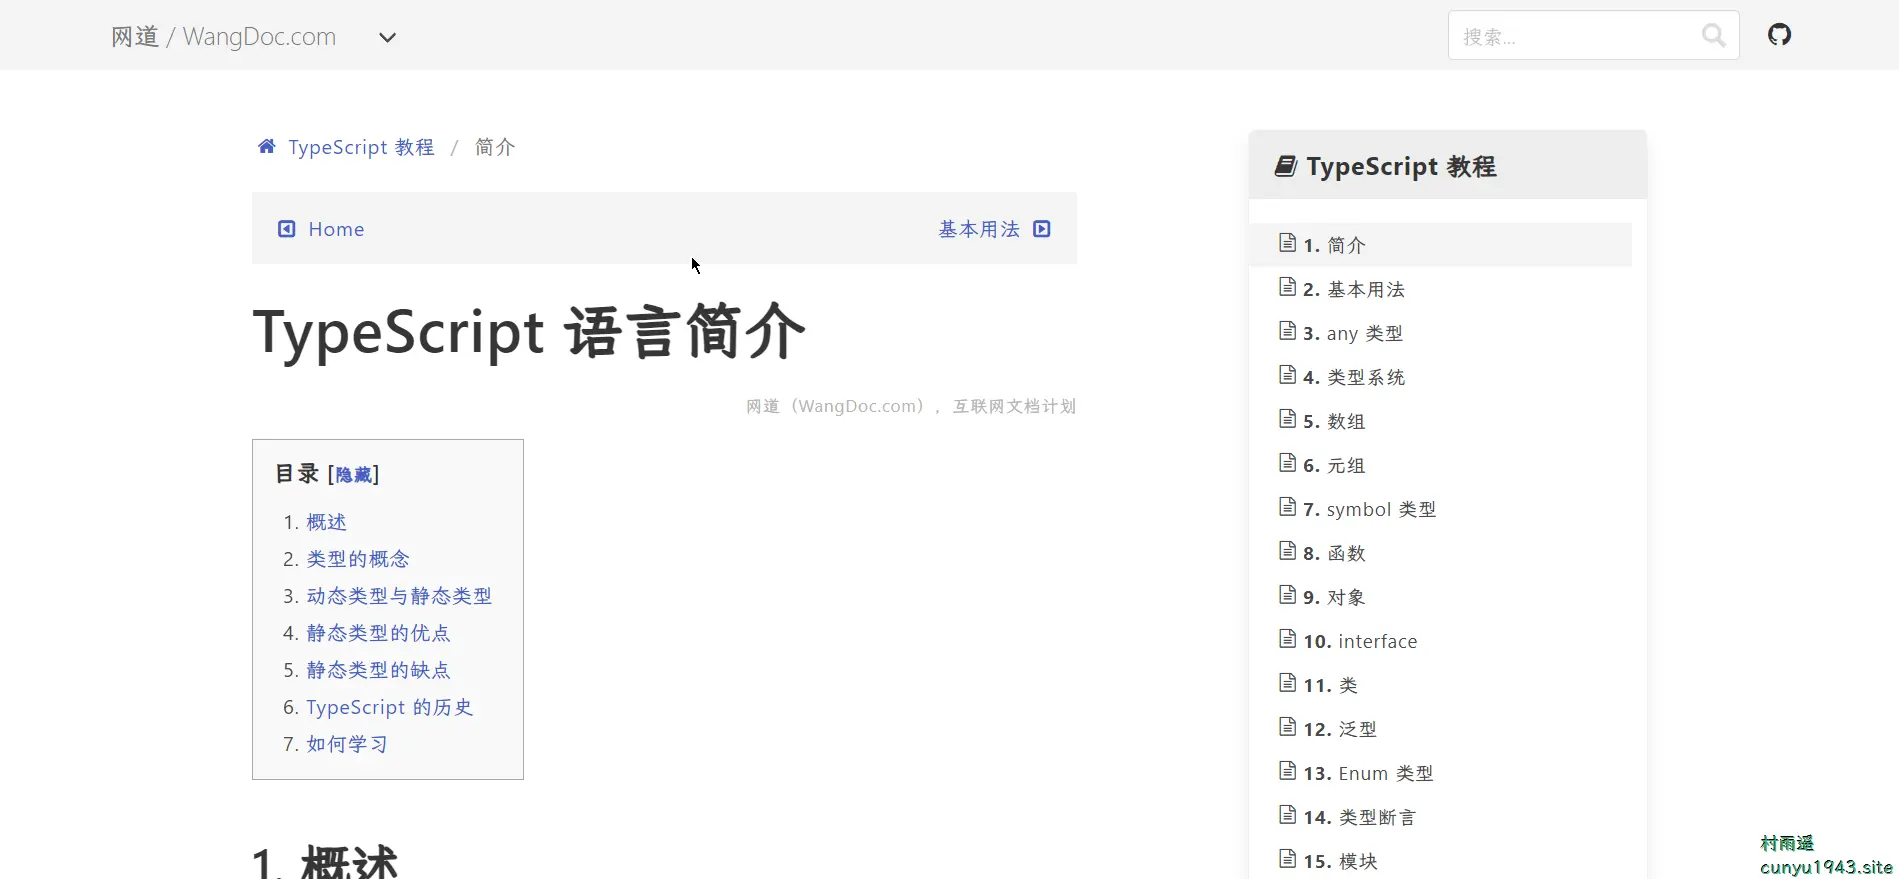 网道 / WangDoc.com
搜索...
TypeScript 教程 / 简介
Home
基本用法
TypeScript 语言简介
网道（WangDoc.com），互联网文档计划
目录 [隐藏]
1. 概述
2. 类型的概念
3. 动态类型与静态类型
4. 静态类型的优点
5. 静态类型的缺点
6. TypeScript 的历史
7. 如何学习
1. 概述
TypeScript 教程
1. 简介
2. 基本用法
3. any 类型
4. 类型系统
5. 数组
6. 元组
7. symbol 类型
8. 函数
9. 对象
10. interface
11. 类
12. 泛型
13. Enum 类型
14. 类型断言
15. 模块
村雨遥
cunyu1943.site